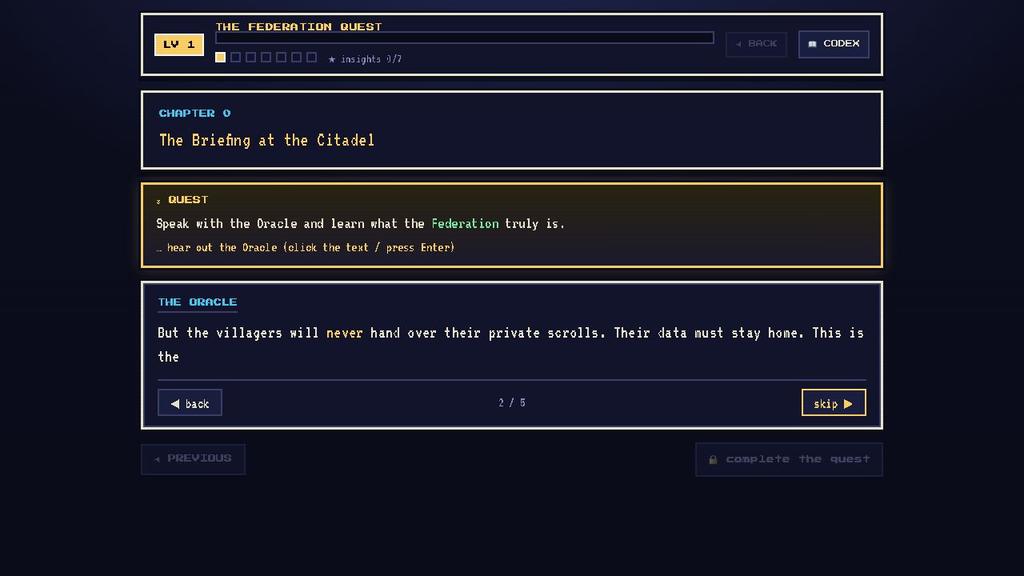 LV 1
THE FEDERATION QUEST
★ insights 0/7
◂ BACK
CODEX
CHAPTER 0
The Briefing at the Citadel
QUEST
Speak with the Oracle and learn what the Federation truly is.
… hear out the Oracle (click the text / press Enter)
THE ORACLE
But the villagers will never hand over their private scrolls. Their data must stay home. This is
the
◀ back
2 / 5
skip ▶
◂ PREVIOUS
complete the quest